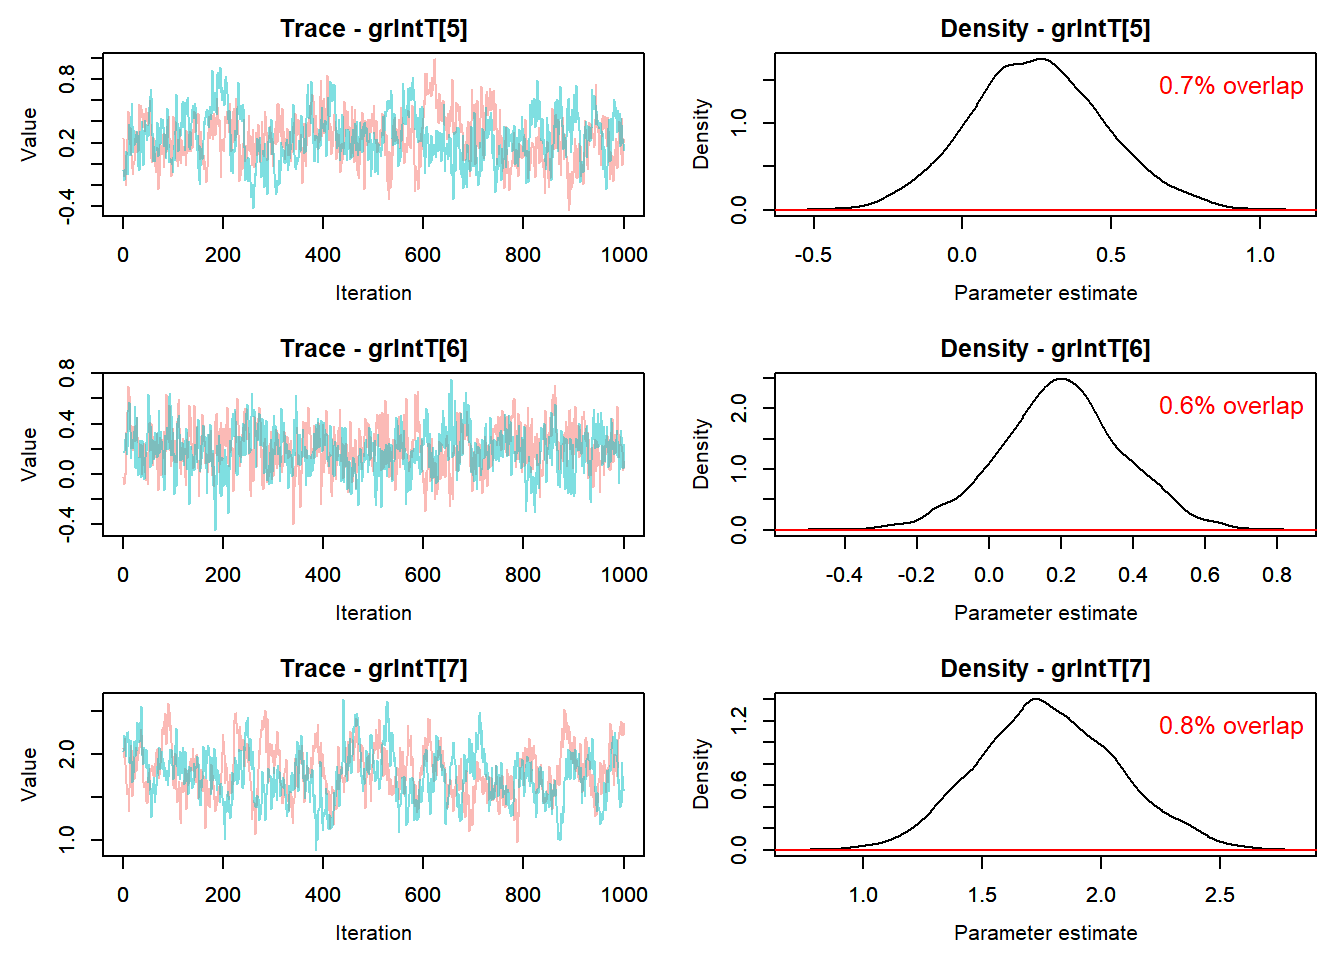 Trace - grIntT[5]
Value
-0.4 0.2 0.8
0 200 400 600 800 1000
Iteration
Density - grIntT[5]
0.7% overlap
Density
0.0 1.0
-0.5 0.0 0.5 1.0
Parameter estimate
Trace - grIntT[6]
Value
-0.4 0.0 0.4 0.8
0 200 400 600 800 1000
Iteration
Density - grIntT[6]
0.6% overlap
Density
0.0 1.0 2.0
-0.4 -0.2 0.0 0.2 0.4 0.6 0.8
Parameter estimate
Trace - grIntT[7]
Value
1.0 2.0
0 200 400 600 800 1000
Iteration
Density - grIntT[7]
0.8% overlap
Density
0.0 0.6 1.2
1.0 1.5 2.0 2.5
Parameter estimate